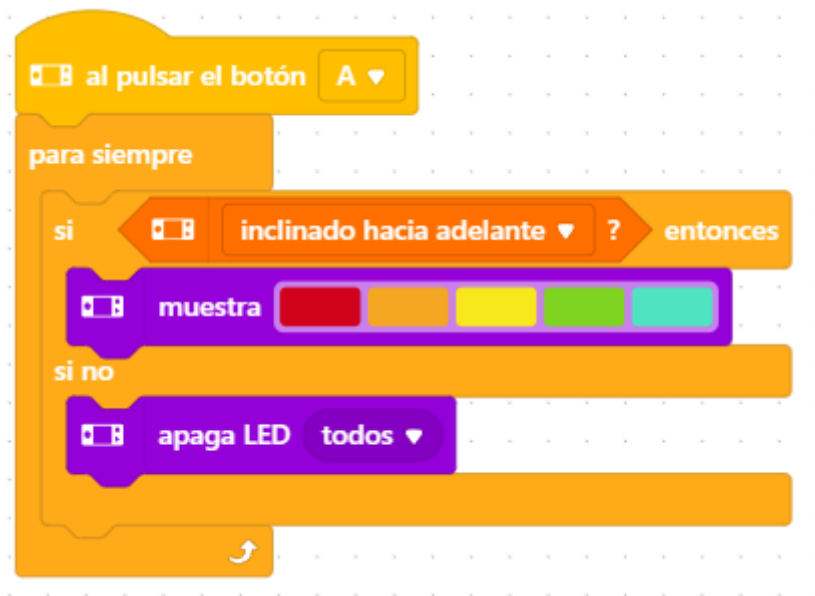 al pulsar el botón A
para siempre
si inclinado hacia adelante ? entonces
muestra
si no
apaga LED todos